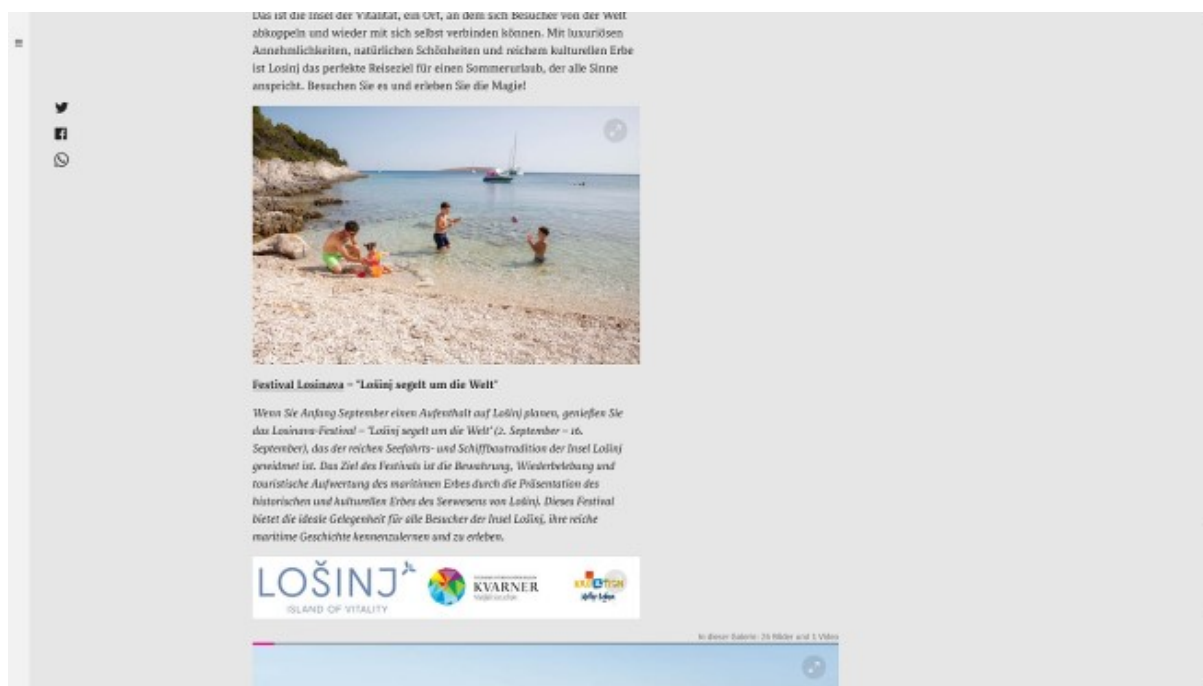 Das ist die Insel der Vitalität, ein Ort, an dem sich Besucher von der Welt
abkoppeln und wieder mit sich selbst verbinden können. Mit luxuriösen
Annehmlichkeiten, natürlichen Schönheiten und reichem kulturellen Erbe
ist Losinj das perfekte Reiseziel für einen Sommerurlaub, der alle Sinne
anspricht. Besuchen Sie es und erleben Sie die Magie!
Festival Losinava – "Lošinj segelt um die Welt"
Wenn Sie Anfang September einen Aufenthalt auf Lošinj planen, genießen Sie
das Losinava-Festival – "Lošinj segelt um die Welt" (2. September – 16.
September), das der reichen Seefahrts- und Schiffbautradition der Insel Lošinj
gewidmet ist. Das Ziel des Festivals ist die Bewahrung, Wiederbelebung und
touristische Aufwertung des maritimen Erbes durch die Präsentation des
historischen und kulturellen Erbes des Seewesens von Lošinj. Dieses Festival
bietet die ideale Gelegenheit für alle Besucher der Insel Lošinj, ihre reiche
maritime Geschichte kennenzulernen und zu erleben.
LOŠINJ
ISLAND OF VITALITY
KVARNER
In dieser Galerie: 25 Bilder und 1 Video